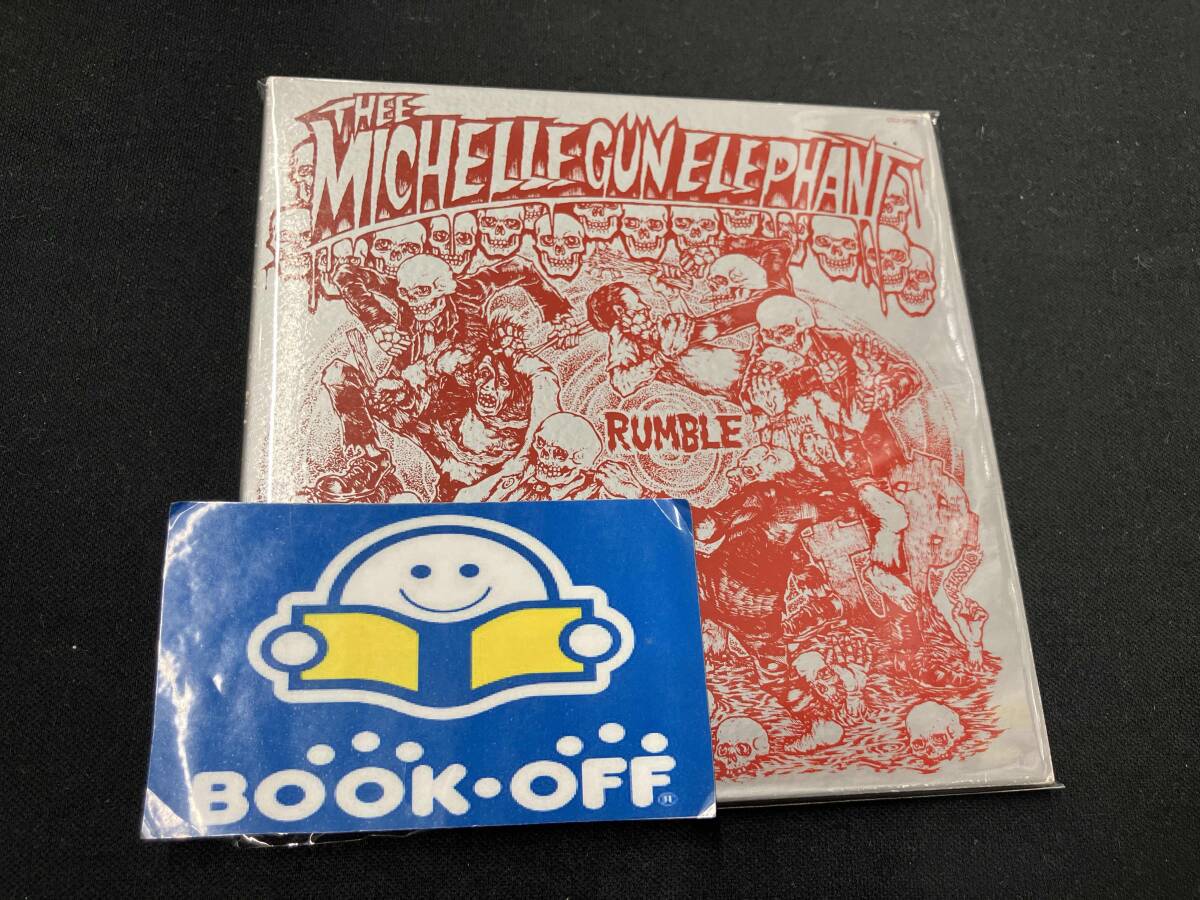 THEE
MICHELLE GUN ELEPHANT
RUMBLE
BOOK·OFF